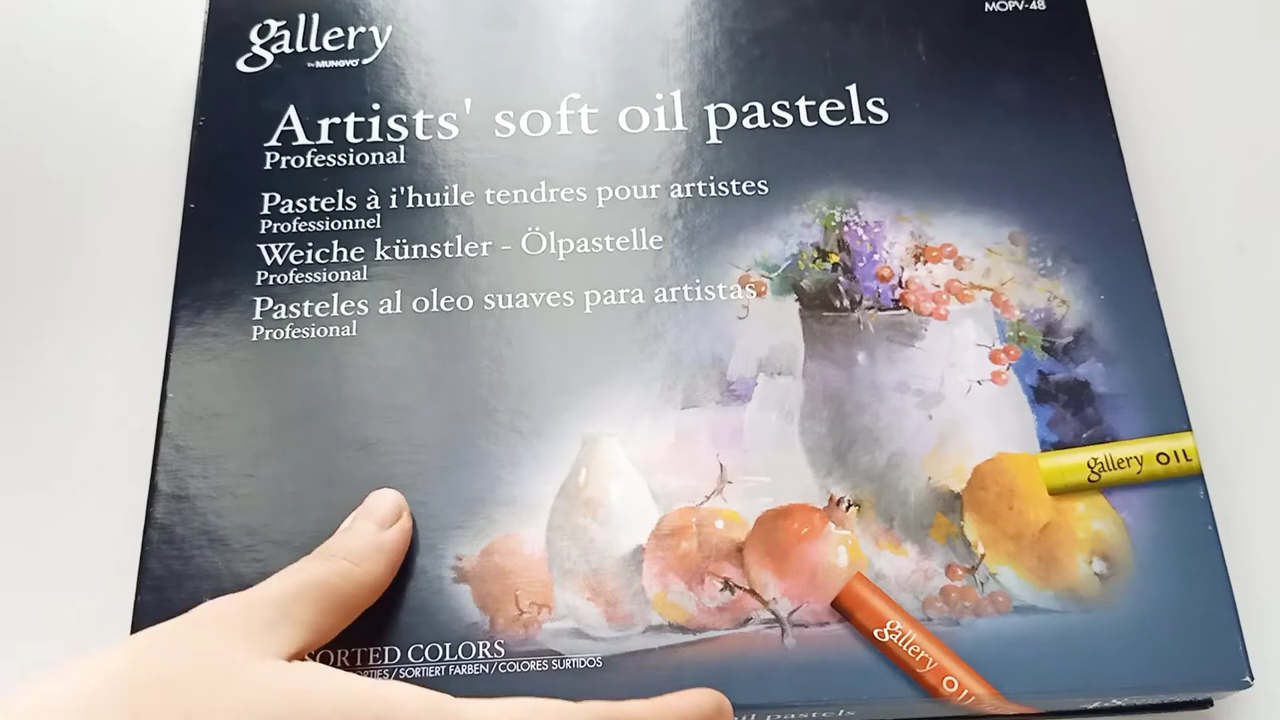 MOPV-48
gallery
by MUNGYO
Artists' soft oil pastels
Professional
Pastels à i'huile tendres pour artistes
Professionnel
Weiche künstler - Ölpastelle
Professional
Pasteles al oleo suaves para artistas
Profesional
gallery OIL
gallery OIL
SORTED COLORS
ORTIES / SORTIERT FARBEN / COLORES SURTIDOS
oil pastels